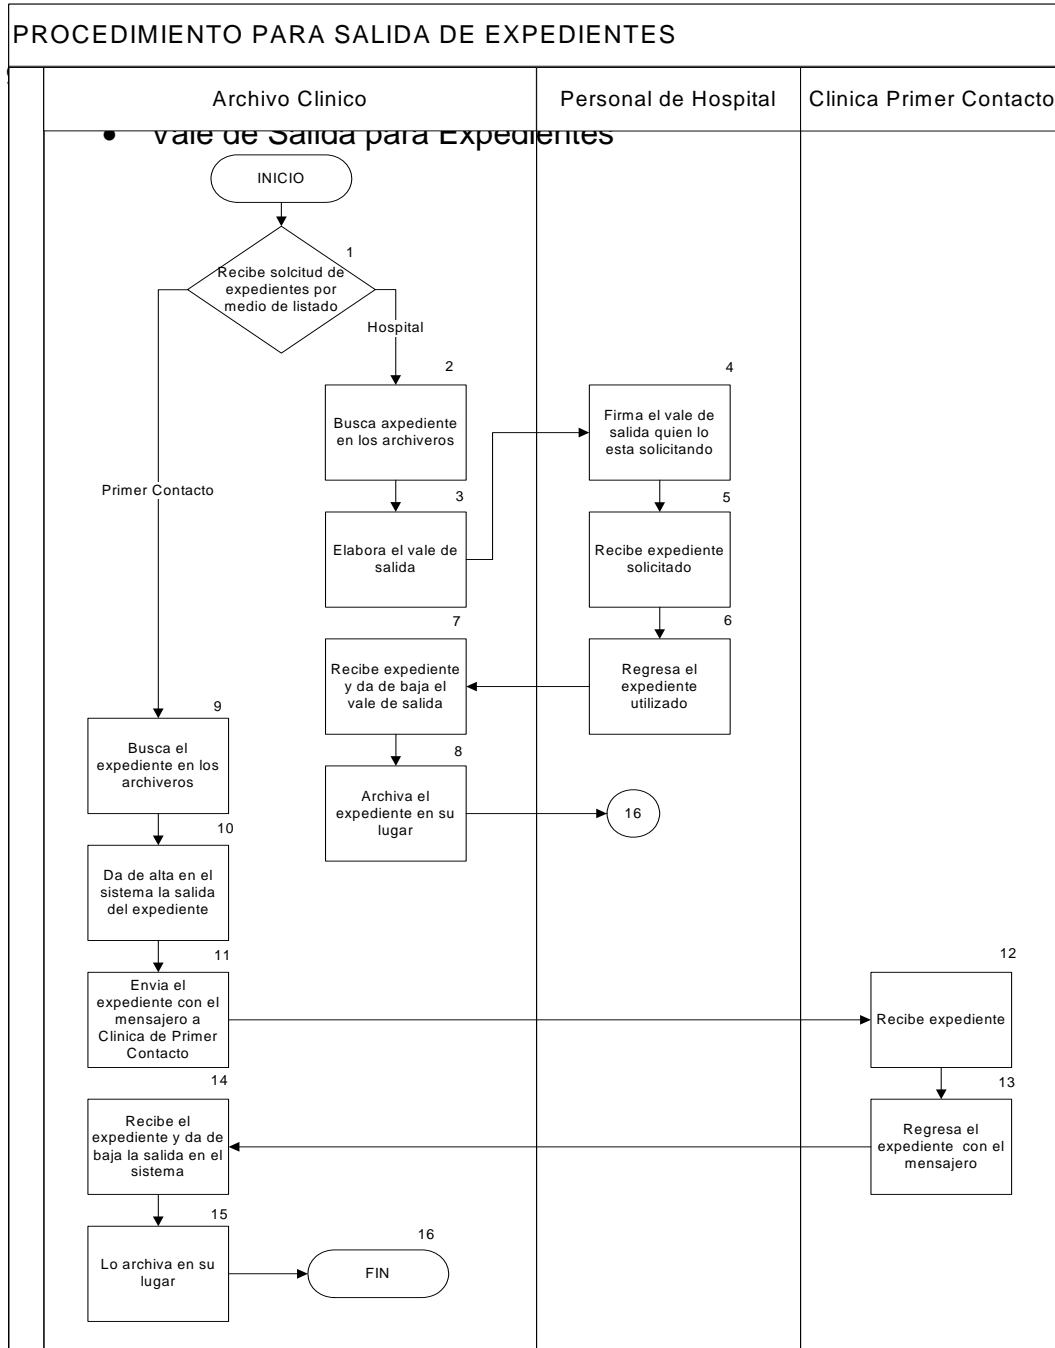 PROCEDIMIENTO PARA SALIDA DE EXPEDIENTES
Archivo Clinico
Personal de Hospital
Clinica Primer Contacto
• Vale de Salida para Expedientes
INICIO
1
Recibe solcitud de
expedientes por
medio de listado
Hospital
Primer Contacto
2
Busca axpediente
en los archiveros
3
Elabora el vale de
salida
4
Firma el vale de
salida quien lo
esta solicitando
5
Recibe expediente
solicitado
6
Regresa el
expediente
utilizado
7
Recibe expediente
y da de baja el
vale de salida
8
Archiva el
expediente en su
lugar
16
9
Busca el
expediente en los
archiveros
10
Da de alta en el
sistema la salida
del expediente
11
Envia el
expediente con el
mensajero a
Clinica de Primer
Contacto
12
Recibe expediente
13
Regresa el
expediente con el
mensajero
14
Recibe el
expediente y da de
baja la salida en el
sistema
15
Lo archiva en su
lugar
16
FIN